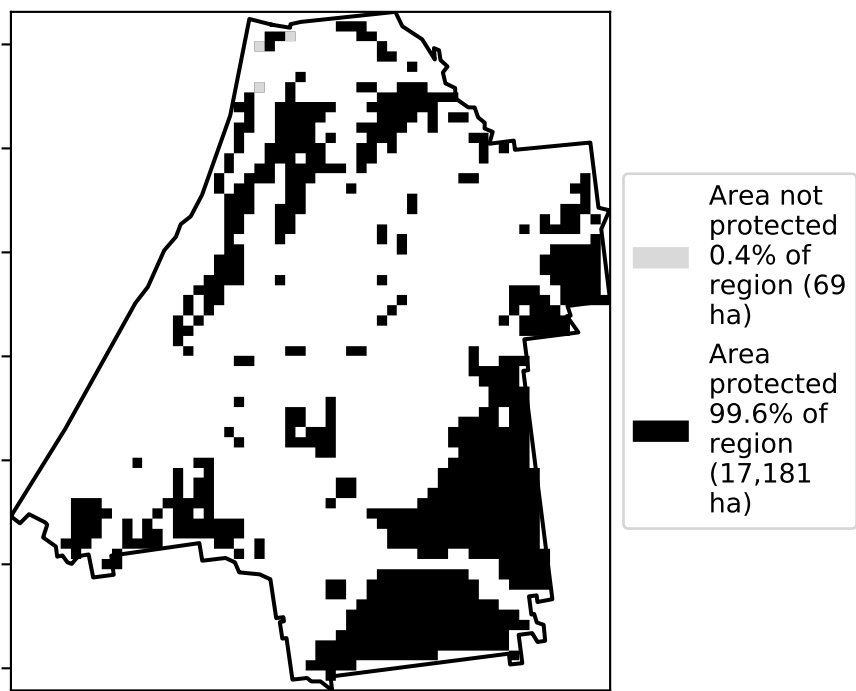 Area not
protected
0.4% of
region (69
ha)
Area
protected
99.6% of
region
(17,181
ha)